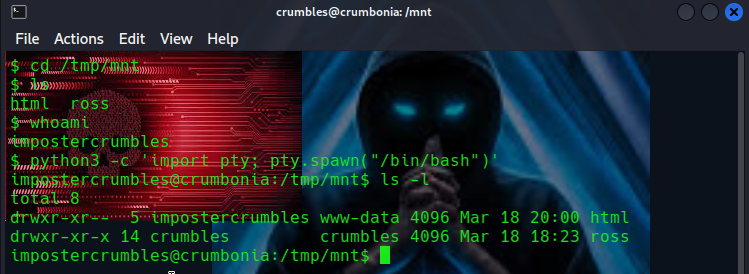 crumbles@crumbonia: /mnt
File Actions Edit View Help
$ cd /tmp/mnt
$ ls
html  ross
$ whoami
impostercrumbles
$ python3 -c 'import pty; pty.spawn("/bin/bash")'
impostercrumbles@crumbonia:/tmp/mnt$ ls -l
total 8
drwxr-xr--  5 impostercrumbles www-data 4096 Mar 18 20:00 html
drwxr-xr-x 14 crumbles         crumbles 4096 Mar 18 18:23 ross
impostercrumbles@crumbonia:/tmp/mnt$